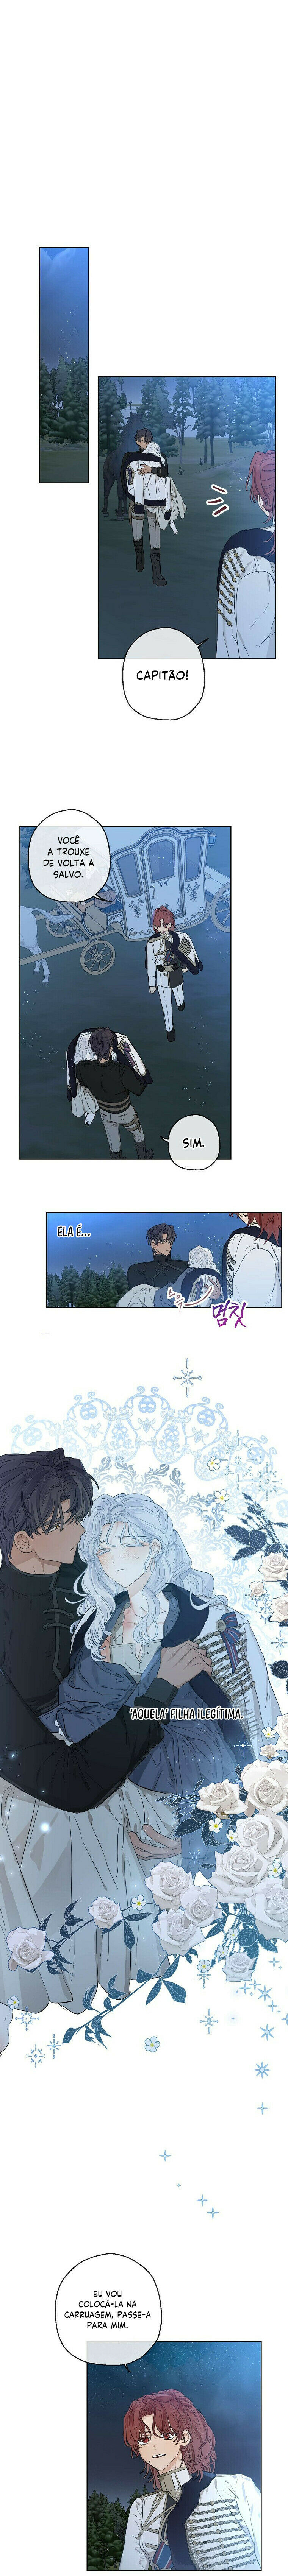 CAPITÃO!
VOCÊ
A TROUXE
DE VOLTA A
SALVO.
SIM.
ELA É...
멈칫
'AQUELA' FILHA ILEGÍTIMA.
EU VOU
COLOCÁ-LA NA
CARRUAGEM, PASSE-A
PARA MIM.